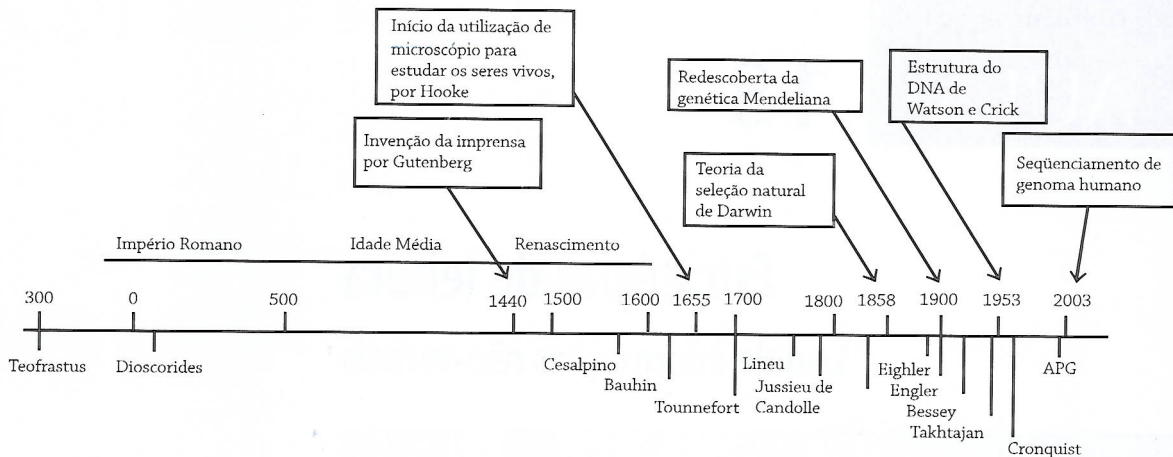 Início da utilização de
microscópio para
estudar os seres vivos,
por Hooke
Invenção da imprensa
por Gutenberg
Redescoberta da
genética Mendeliana
Teoria da
seleção natural
de Darwin
Estrutura do
DNA de
Watson e Crick
Seqüenciamento de
genoma humano
Império Romano
Idade Média
Renascimento
300
0
500
1440
1500
1600
1655
1700
1800
1858
1900
1953
2003
Teofrastus
Dioscorides
Cesalpino
Bauhin
Tounnefort
Lineu
Jussieu de
Candolle
Eighler
Engler
Bessey
Takhtajan
Cronquist
APG